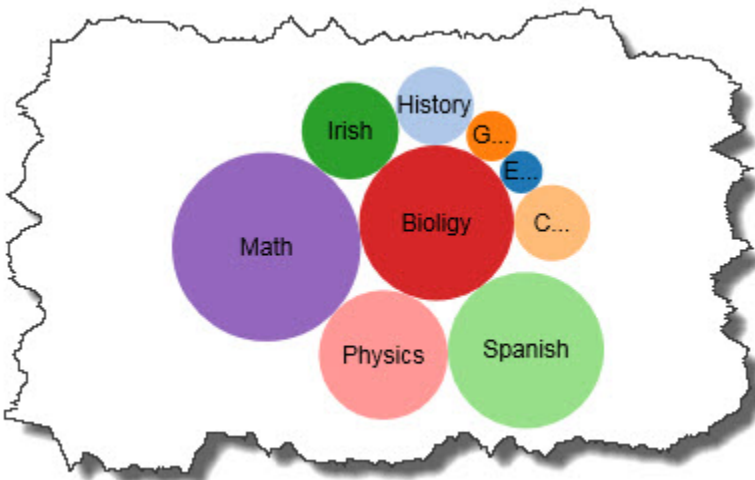 History
Irish
G...
E...
Bioligy
C...
Math
Spanish
Physics